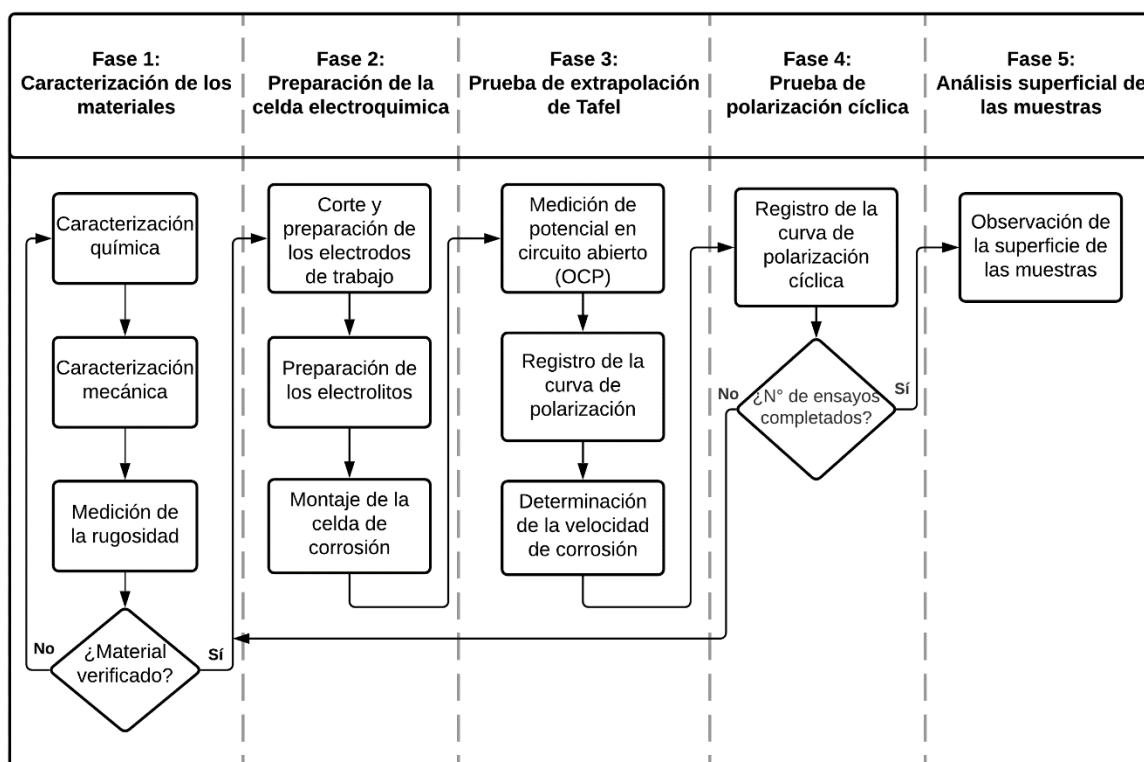 Fase 1:
Caracterización de los
materiales
Fase 2:
Preparación de la
celda electroquimica
Fase 3:
Prueba de extrapolación
de Tafel
Fase 4:
Prueba de
polarización cíclica
Fase 5:
Análisis superficial de
las muestras
Caracterización
química
Caracterización
mecánica
Medición de
la rugosidad
¿Material
verificado?
No
Sí
Corte y
preparación de
los electrodos
de trabajo
Preparación de
los electrolitos
Montaje de la
celda de
corrosión
Medición de
potencial en
circuito abierto
(OCP)
Registro de la
curva de
polarización
Determinación
de la velocidad
de corrosión
Registro de la
curva de
polarización
cíclica
¿N° de ensayos
completados?
No
Sí
Observación de
la superficie de
las muestras